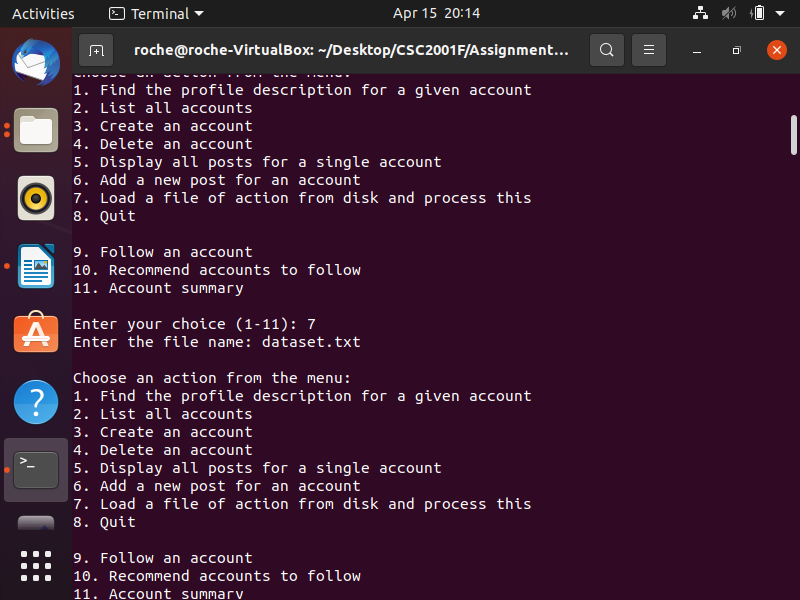 Activities
Terminal
Apr 15 20:14
roche@roche-VirtualBox: ~/Desktop/CSC2001F/Assignment...
Choose an action from the menu:
1. Find the profile description for a given account
2. List all accounts
3. Create an account
4. Delete an account
5. Display all posts for a single account
6. Add a new post for an account
7. Load a file of action from disk and process this
8. Quit
9. Follow an account
10. Recommend accounts to follow
11. Account summary
Enter your choice (1-11): 7
Enter the file name: dataset.txt
Choose an action from the menu:
1. Find the profile description for a given account
2. List all accounts
3. Create an account
4. Delete an account
5. Display all posts for a single account
6. Add a new post for an account
7. Load a file of action from disk and process this
8. Quit
9. Follow an account
10. Recommend accounts to follow
11. Account summary